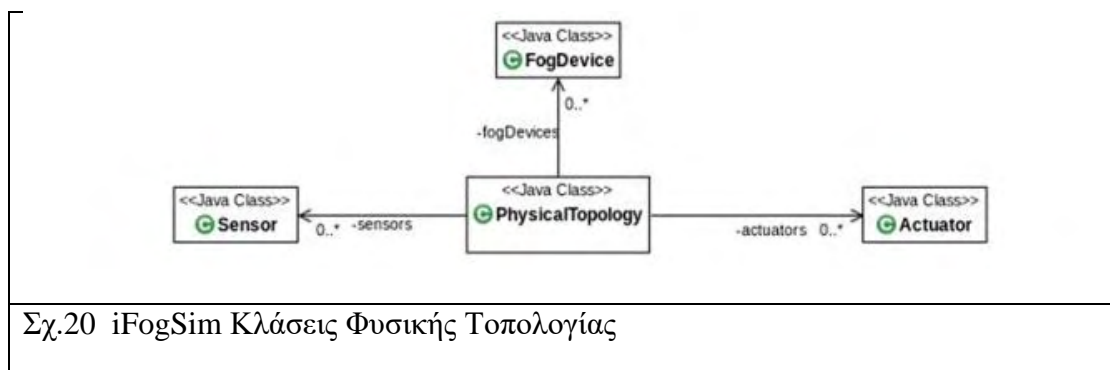 <<Java Class>>
FogDevice
0..*
-fogDevices
<<Java Class>>
PhysicalTopology
<<Java Class>>
Sensor
0..* -sensors
-actuators 0..*
<<Java Class>>
Actuator
Σχ.20 iFogSim Κλάσεις Φυσικής Τοπολογίας